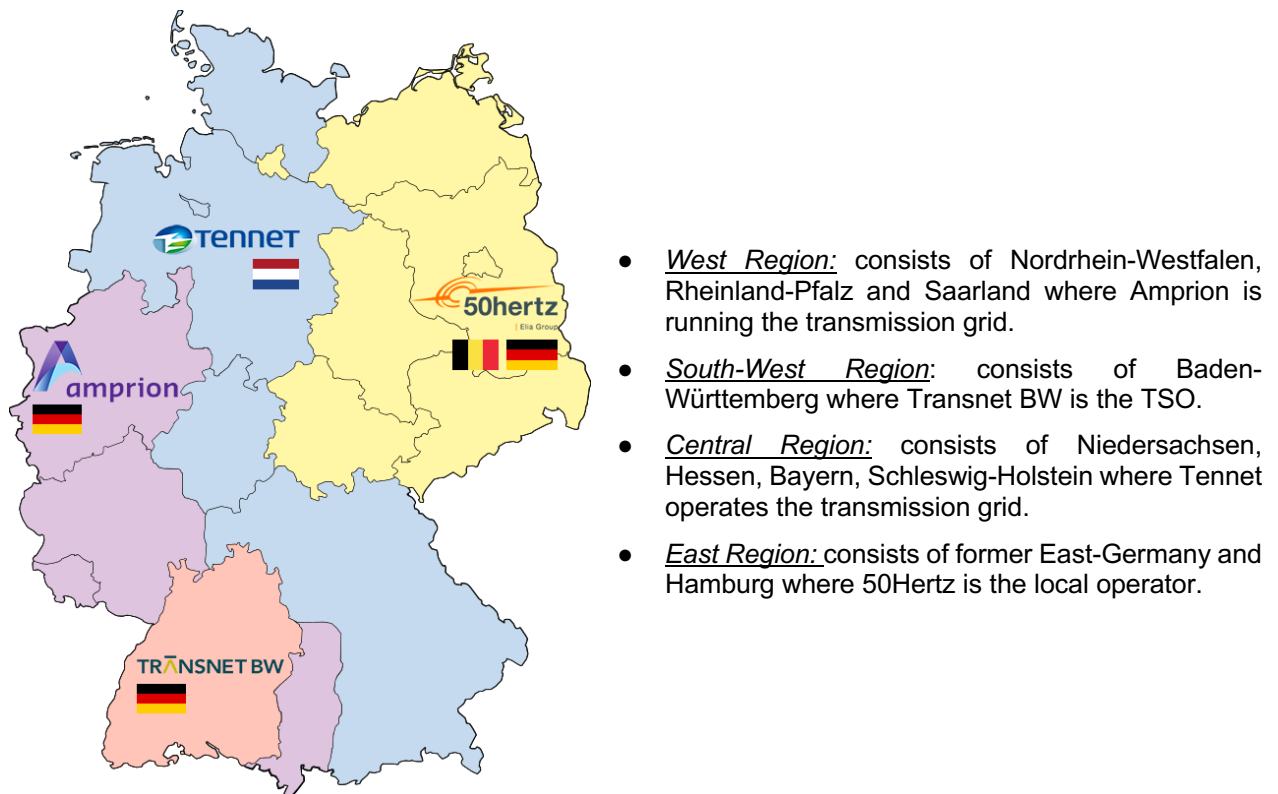 TenneT
50hertz
| Elia Group
amprion
TRANSNET BW
● West Region: consists of Nordrhein-Westfalen,
Rheinland-Pfalz and Saarland where Amprion is
running the transmission grid.
● South-West Region: consists of Baden-
Württemberg where Transnet BW is the TSO.
● Central Region: consists of Niedersachsen,
Hessen, Bayern, Schleswig-Holstein where Tennet
operates the transmission grid.
● East Region: consists of former East-Germany and
Hamburg where 50Hertz is the local operator.